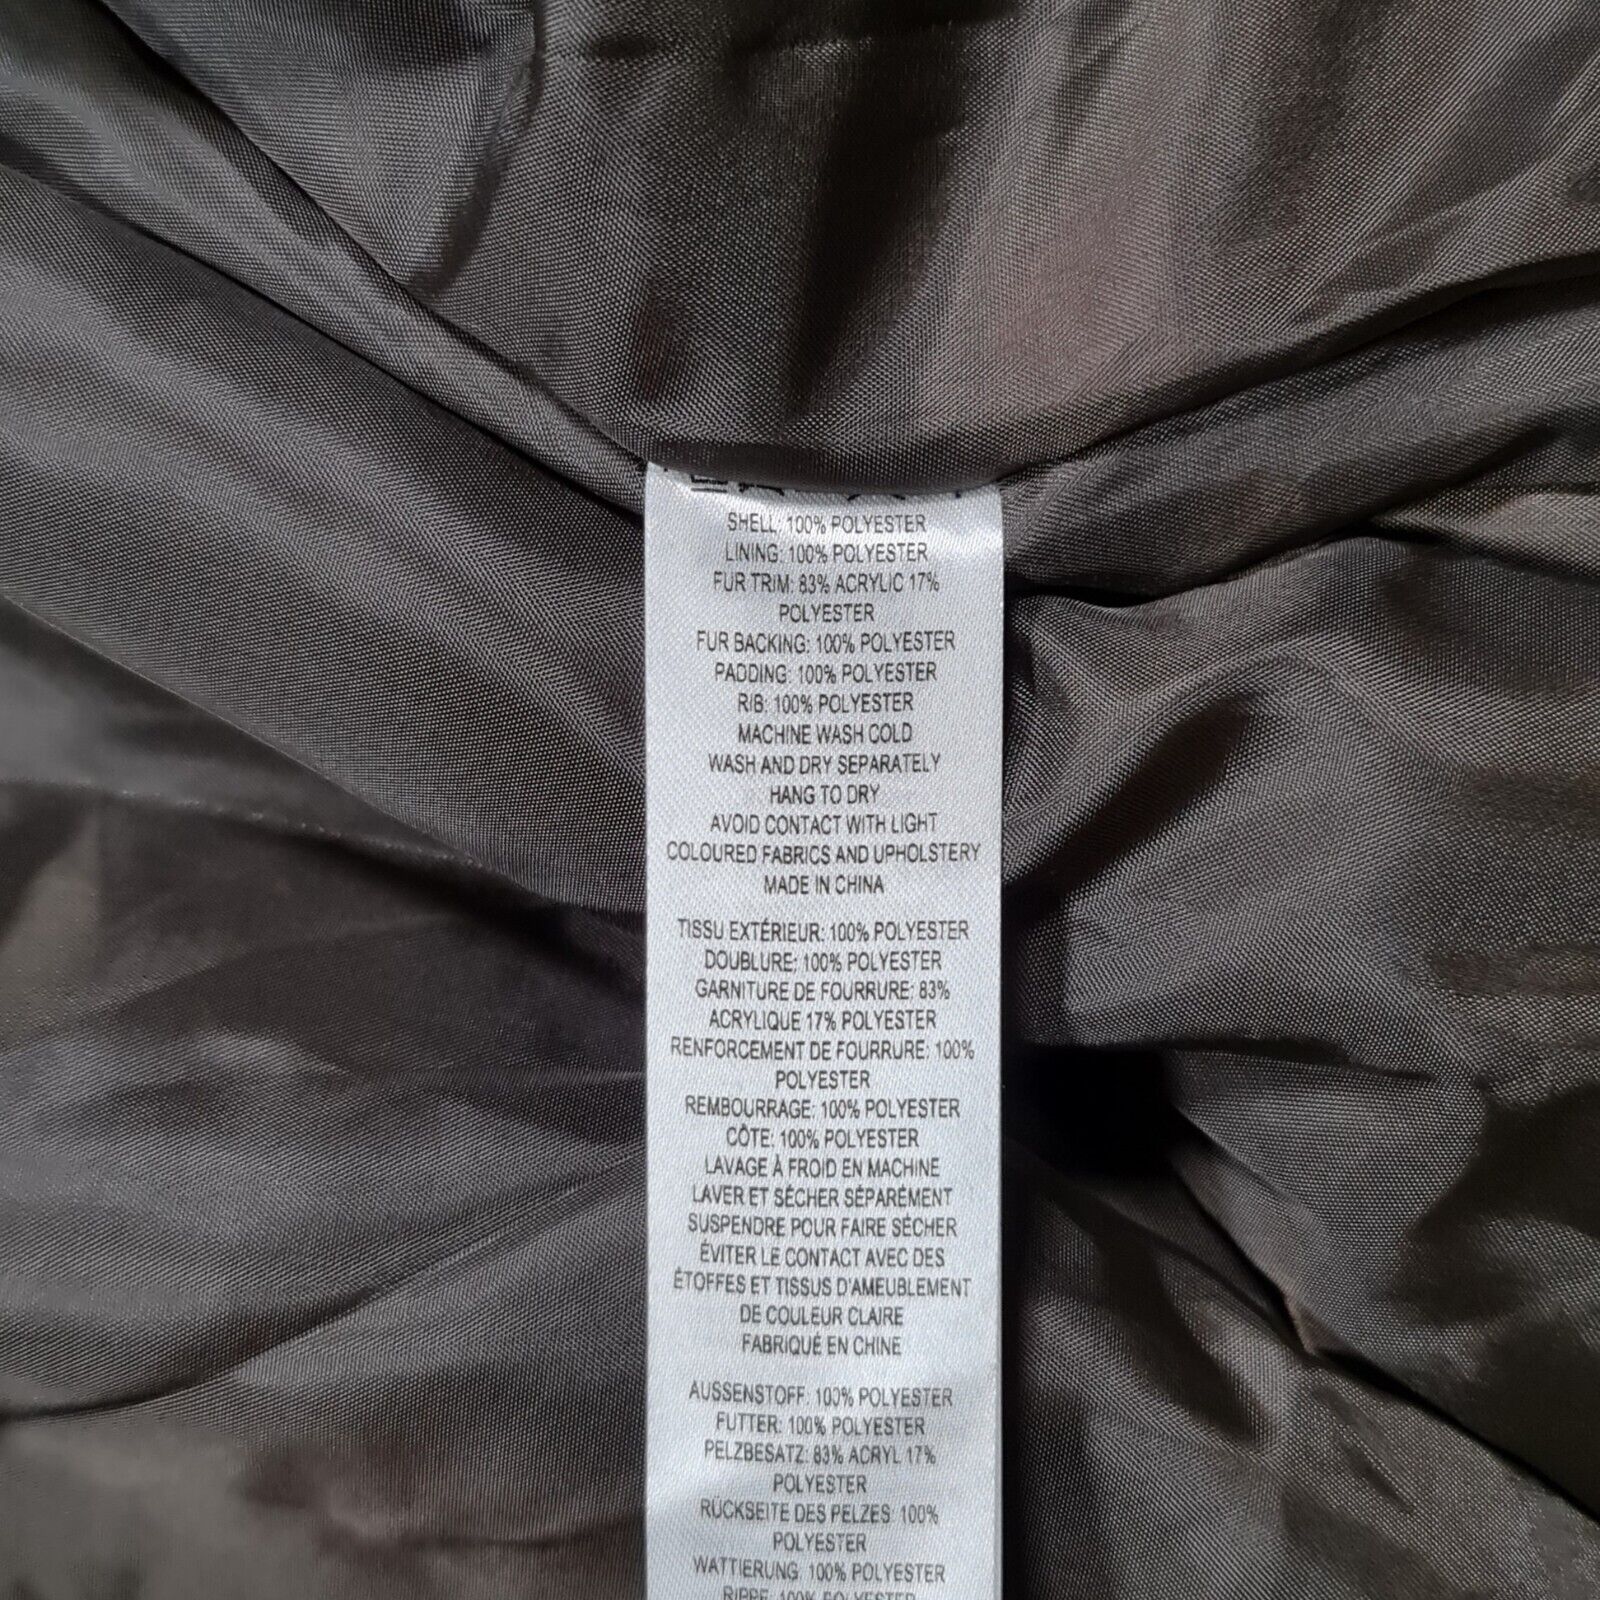 SHELL: 100% POLYESTER
LINING: 100% POLYESTER
FUR TRIM: 83% ACRYLIC 17%
POLYESTER
FUR BACKING: 100% POLYESTER
PADDING: 100% POLYESTER
RIB: 100% POLYESTER
MACHINE WASH COLD
WASH AND DRY SEPARATELY
HANG TO DRY
AVOID CONTACT WITH LIGHT
COLOURED FABRICS AND UPHOLSTERY
MADE IN CHINA
TISSU EXTÉRIEUR: 100% POLYESTER
DOUBLURE: 100% POLYESTER
GARNITURE DE FOURRURE: 83%
ACRYLIQUE 17% POLYESTER
RENFORCEMENT DE FOURRURE: 100%
POLYESTER
REMBOURRAGE: 100% POLYESTER
CÔTE: 100% POLYESTER
LAVAGE À FROID EN MACHINE
LAVER ET SÉCHER SÉPARÉMENT
SUSPENDRE POUR FAIRE SÉCHER
ÉVITER LE CONTACT AVEC DES
ÉTOFFES ET TISSUS D'AMEUBLEMENT
DE COULEUR CLAIRE
FABRIQUÉ EN CHINE
AUSSENSTOFF: 100% POLYESTER
FUTTER: 100% POLYESTER
PELZBESATZ: 83% ACRYL 17%
POLYESTER
RÜCKSEITE DES PELZES: 100%
POLYESTER
WATTIERUNG: 100% POLYESTER
RIPPE: 100% POLYESTER